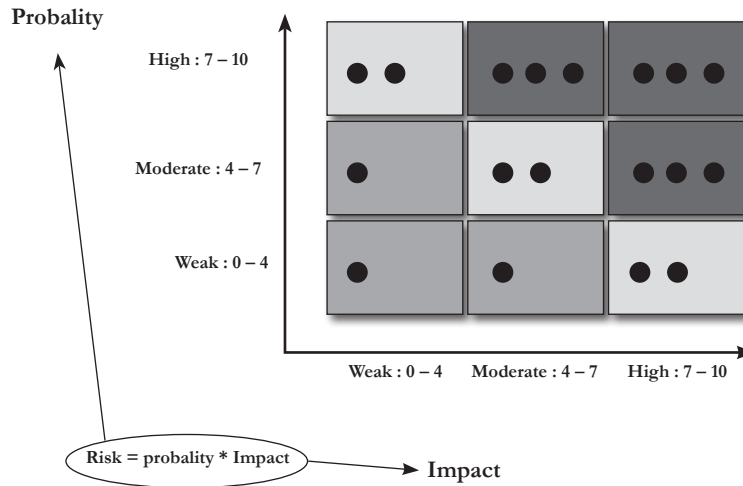 Probality
High : 7 – 10
Moderate : 4 – 7
Weak : 0 – 4
Weak : 0 – 4 Moderate : 4 – 7 High : 7 – 10
Risk = probality * Impact
Impact